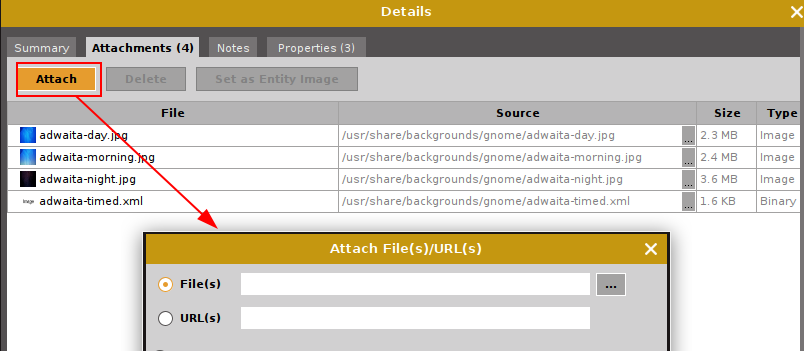 Details
Summary Attachments (4) Notes Properties (3)
Attach Delete Set as Entity Image
File Source Size Type
adwaita-day.jpg /usr/share/backgrounds/gnome/adwaita-day.jpg ... 2.3 MB Image
adwaita-morning.jpg /usr/share/backgrounds/gnome/adwaita-morning.jpg ... 2.4 MB Image
adwaita-night.jpg /usr/share/backgrounds/gnome/adwaita-night.jpg ... 3.6 MB Image
Image adwaita-timed.xml /usr/share/backgrounds/gnome/adwaita-timed.xml ... 1.6 KB Binary
Attach File(s)/URL(s)
File(s) ...
URL(s)